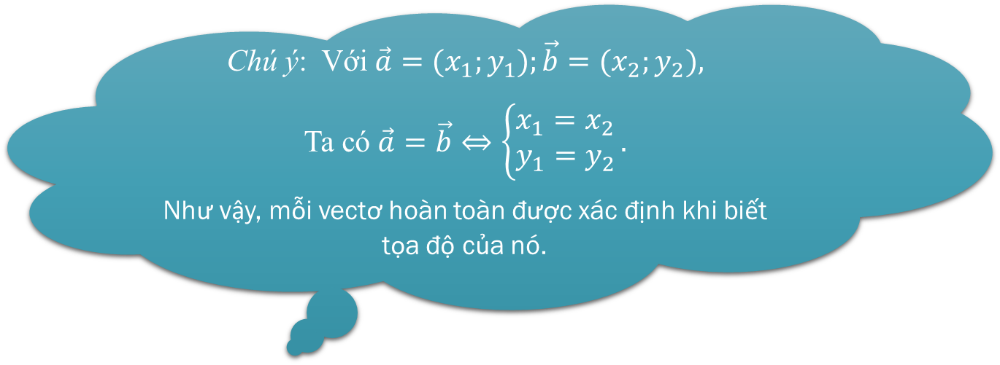 Chú ý: Với $\vec{a} = (x_1; y_1); \vec{b} = (x_2; y_2),$
Ta có $\vec{a} = \vec{b} \Leftrightarrow \begin{cases} x_1 = x_2 \\ y_1 = y_2 \end{cases}.$
Như vậy, mỗi vectơ hoàn toàn được xác định khi biết
tọa độ của nó.